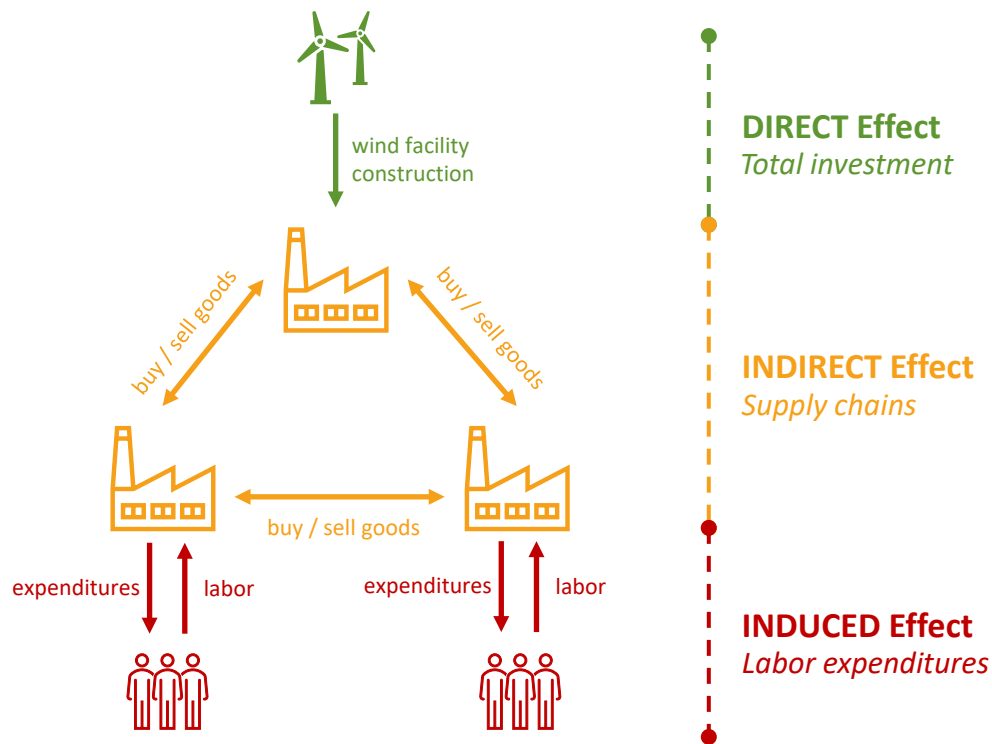 wind facility
construction
DIRECT Effect
Total investment
buy / sell goods
buy / sell goods
INDIRECT Effect
Supply chains
buy / sell goods
expenditures
labor
expenditures
labor
INDUCED Effect
Labor expenditures